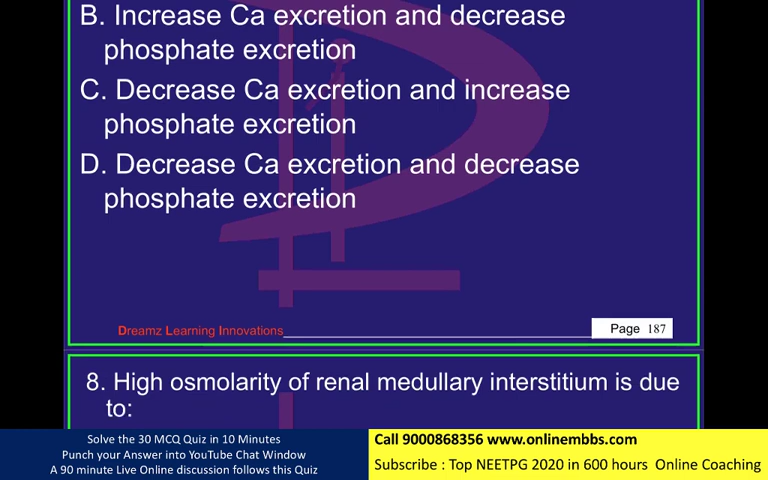 B. Increase Ca excretion and decrease
phosphate excretion
C. Decrease Ca excretion and increase
phosphate excretion
D. Decrease Ca excretion and decrease
phosphate excretion
Dreamz Learning Innovations
Page 187
8. High osmolarity of renal medullary interstitium is due
to:
Solve the 30 MCQ Quiz in 10 Minutes
Punch your Answer into YouTube Chat Window
A 90 minute Live Online discussion follows this Quiz
Call 9000868356 www.onlinembbs.com
Subscribe : Top NEETPG 2020 in 600 hours Online Coaching